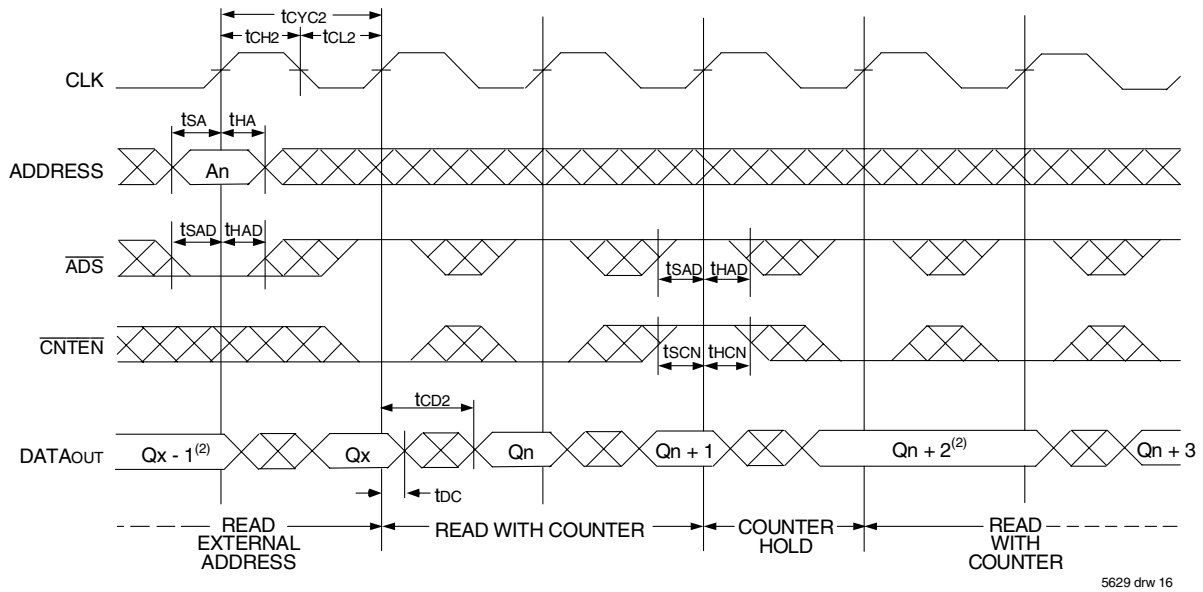 tCYC2
tCH2 tCL2
CLK
tSA tHA
ADDRESS An
tSAD tHAD
ADS
tSAD tHAD
CNTEN
tSCN tHCN
tCD2
DATAOUT Qx - 1(2) Qx Qn Qn + 1 Qn + 2(2) Qn + 3
tDC
READ EXTERNAL ADDRESS
READ WITH COUNTER
COUNTER HOLD
READ WITH COUNTER
5629 drw 16